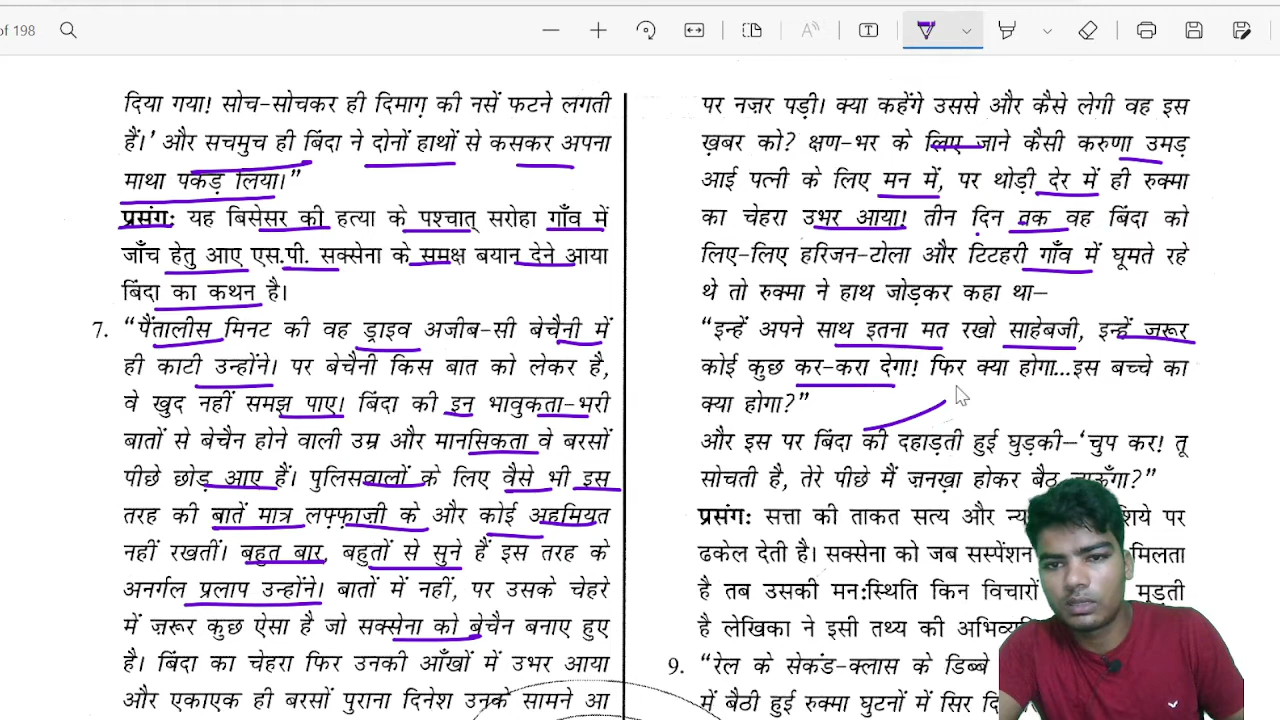 of 198
दिया गया! सोच-सोचकर ही दिमाग़ की नसें फटने लगती
हैं।' और सचमुच ही बिंदा ने दोनों हाथों से कसकर अपना
माथा पकड़ लिया।”
प्रसंग: यह बिसेसर की हत्या के पश्चात् सरोहा गाँव में
जाँच हेतु आए एस.पी. सक्सेना के समक्ष बयान देने आया
बिंदा का कथन है।
7. “पैंतालीस मिनट की वह ड्राइव अजीब-सी बेचैनी में
ही काटी उन्होंने। पर बेचैनी किस बात को लेकर है,
वे खुद नहीं समझ पाए। बिंदा की इन भावुकता-भरी
बातों से बेचैन होने वाली उम्र और मानसिकता वे बरसों
पीछे छोड़ आए हैं। पुलिसवालों के लिए वैसे भी इस
तरह की बातें मात्र लफ़्फ़ाज़ी के और कोई अहमियत
नहीं रखतीं। बहुत बार, बहुतों से सुने हैं इस तरह के
अनर्गल प्रलाप उन्होंने। बातों में नहीं, पर उसके चेहरे
में ज़रूर कुछ ऐसा है जो सक्सेना को बेचैन बनाए हुए
है। बिंदा का चेहरा फिर उनकी आँखों में उभर आया
और एकाएक ही बरसों पुराना दिनेश उनके सामने आ
पर नज़र पड़ी। क्या कहेंगे उससे और कैसे लेगी वह इस
ख़बर को? क्षण-भर के लिए जाने कैसी करुणा उमड़
आई पत्नी के लिए मन में, पर थोड़ी देर में ही रुक्मा
का चेहरा उभर आया! तीन दिन तक वह बिंदा को
लिए-लिए हरिजन-टोला और टिटहरी गाँव में घूमते रहे
थे तो रुक्मा ने हाथ जोड़कर कहा था–
“इन्हें अपने साथ इतना मत रखो साहेबजी, इन्हें जरूर
कोई कुछ कर-करा देगा! फिर क्या होगा...इस बच्चे का
क्या होगा?”
और इस पर बिंदा की दहाड़ती हुई घुड़की–‘चुप कर! तू
सोचती है, तेरे पीछे मैं जनख़ा होकर बैठ जाऊँगा?”
प्रसंग: सत्ता की ताकत सत्य और पर
ढकेल देती है। सक्सेना को जब सस्पेंशन मिलता
है तब उसकी मन:स्थिति किन विचारों मुड़ती
है लेखिका ने इसी तथ्य की
9. “रेल के सेकंड-क्लास के डिब्बे
में बैठी हुई रुक्मा घुटनों में सिर